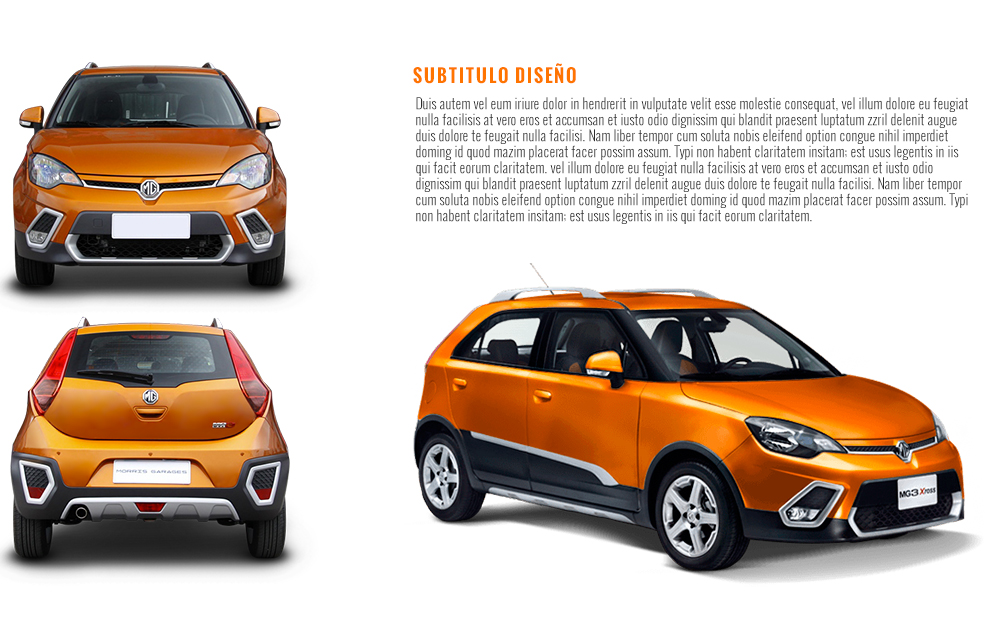 SUBTITULO DISEÑO
Duis autem vel eum iriure dolor in hendrerit in vulputate velit esse molestie consequat, vel illum dolore eu feugiat
nulla facilisis at vero eros et accumsan et iusto odio dignissim qui blandit praesent luptatum zzril delenit augue
duis dolore te feugait nulla facilisi. Nam liber tempor cum soluta nobis eleifend option congue nihil imperdiet
doming id quod mazim placerat facer possim assum. Typi non habent claritatem insitam; est usus legentis in iis
qui facit eorum claritatem. vel illum dolore eu feugiat nulla facilisis at vero eros et accumsan et iusto odio
dignissim qui blandit praesent luptatum zzril delenit augue duis dolore te feugait nulla facilisi. Nam liber tempor
cum soluta nobis eleifend option congue nihil imperdiet doming id quod mazim placerat facer possim assum. Typi
non habent claritatem insitam; est usus legentis in iis qui facit eorum claritatem.
MG
MG
MORRIS GARAGES
MG3 Xross